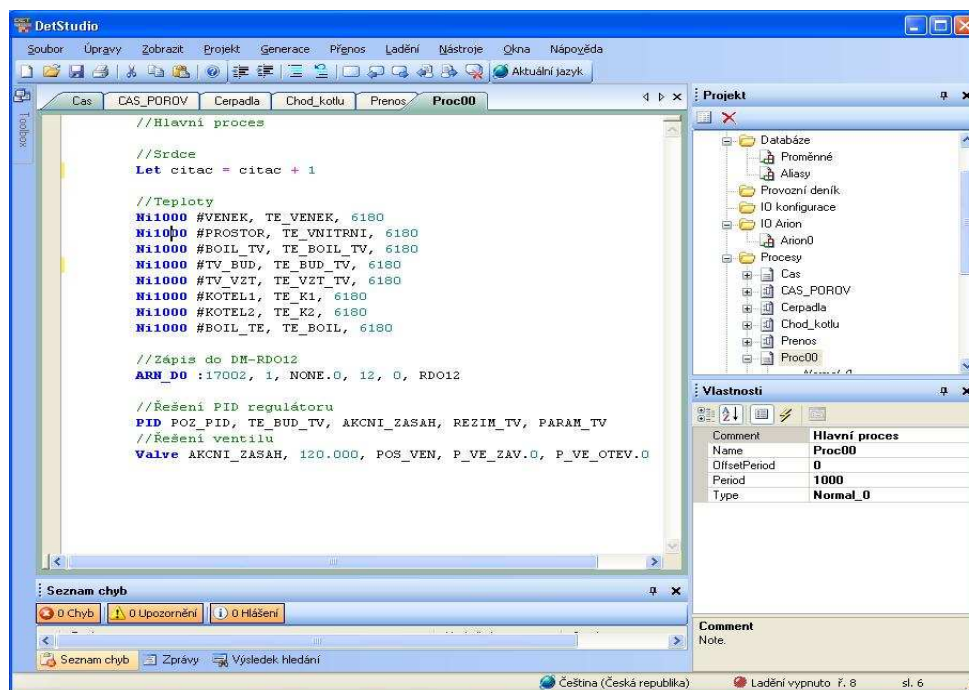 DetStudio
Soubor Úpravy Zobrazit Projekt Generace Přenos Ladění Nástroje Okna Nápověda
Aktuální jazyk
Toolbox
Cas CAS_POROV Cerpadla Chod_kotlu Prenos Proc00
//Hlavní proces
//Srdce
Let citac = citac + 1
//Teploty
Ni1000 #VENEK, TE_VENEK, 6180
Ni1000 #PROSTOR, TE_VNITRNI, 6180
Ni1000 #BOIL_TV, TE_BOIL_TV, 6180
Ni1000 #TV_BUD, TE_BUD_TV, 6180
Ni1000 #TV_VZT, TE_VZT_TV, 6180
Ni1000 #KOTEL1, TE_K1, 6180
Ni1000 #KOTEL2, TE_K2, 6180
Ni1000 #BOIL_TE, TE_BOIL, 6180
//Zápis do DM-RDO12
ARN_DO :17002, 1, NONE.0, 12, 0, RDO12
//Řešení PID regulátoru
PID POZ_PID, TE_BUD_TV, AKCNI_ZASAH, REZIM_TV, PARAM_TV
//Řešení ventilu
Valve AKCNI_ZASAH, 120.000, POS_VEN, P_VE_ZAV.0, P_VE_OTEV.0
Projekt
Databáze
Proměnné
Aliasy
Provozní deník
IO konfigurace
IO Arion
Arion0
Procesy
Cas
CAS_POROV
Cerpadla
Chod_kotlu
Prenos
Proc00
Vlastnosti
Comment Hlavní proces
Name Proc00
OffsetPeriod 0
Period 1000
Type Normal_0
Comment
Note.
Seznam chyb
0 Chyb 0 Upozornění 0 Hlášení
Seznam chyb Zprávy Výsledek hledání
Čeština (Česká republika) Ladění vypnuto ř. 8 sl. 6